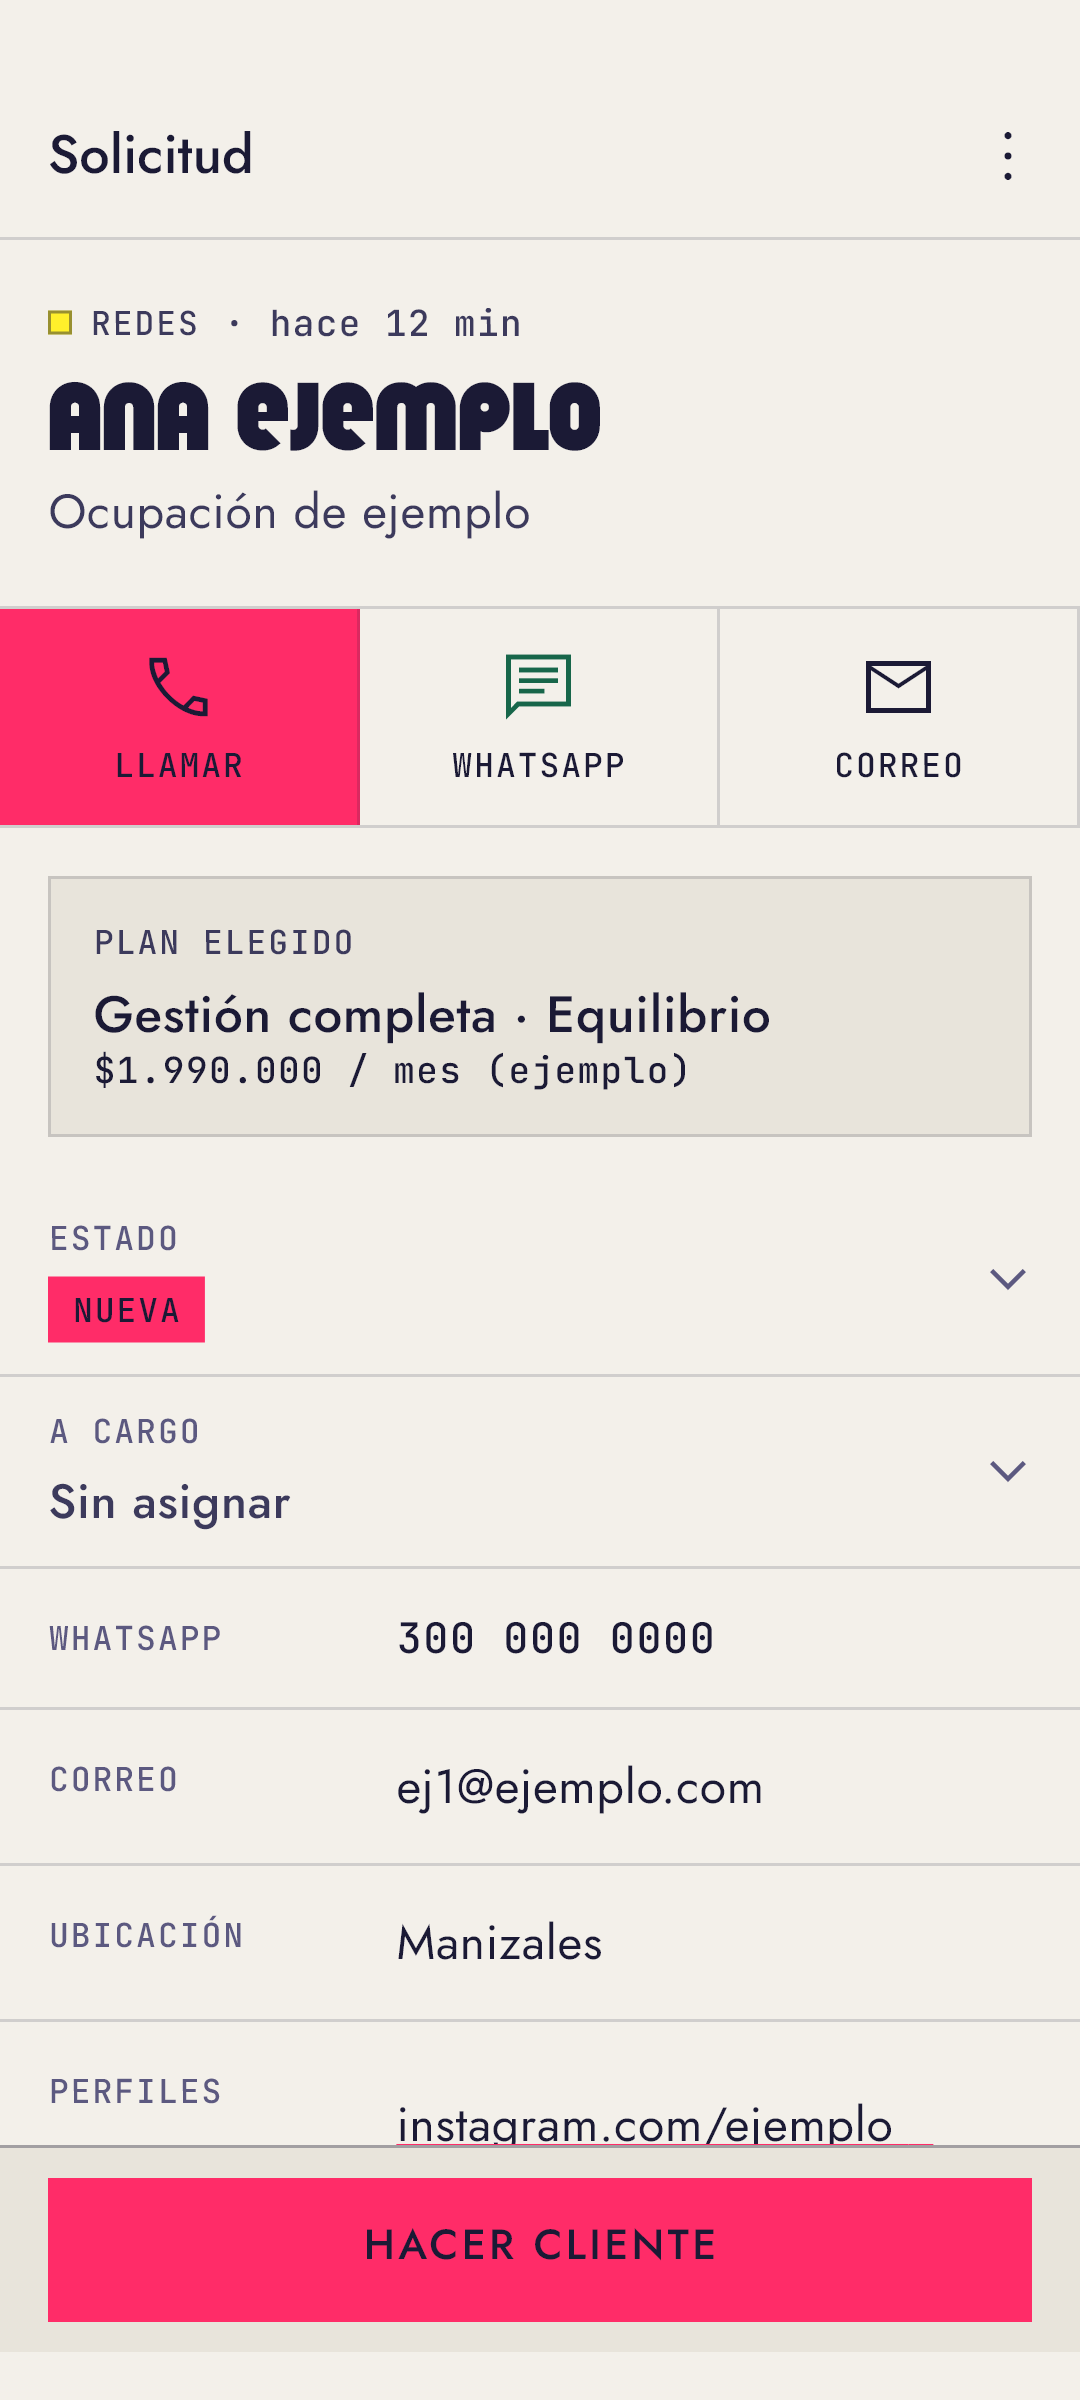 Solicitud
REDES · hace 12 min
ANA EJEMPLO
Ocupación de ejemplo
LLAMAR
WHATSAPP
CORREO
PLAN ELEGIDO
Gestión completa · Equilibrio
$1.990.000 / mes (ejemplo)
ESTADO
NUEVA
A CARGO
Sin asignar
WHATSAPP 300 000 0000
CORREO ej1@ejemplo.com
UBICACIÓN Manizales
PERFILES
instagram.com/ejemplo
HACER CLIENTE